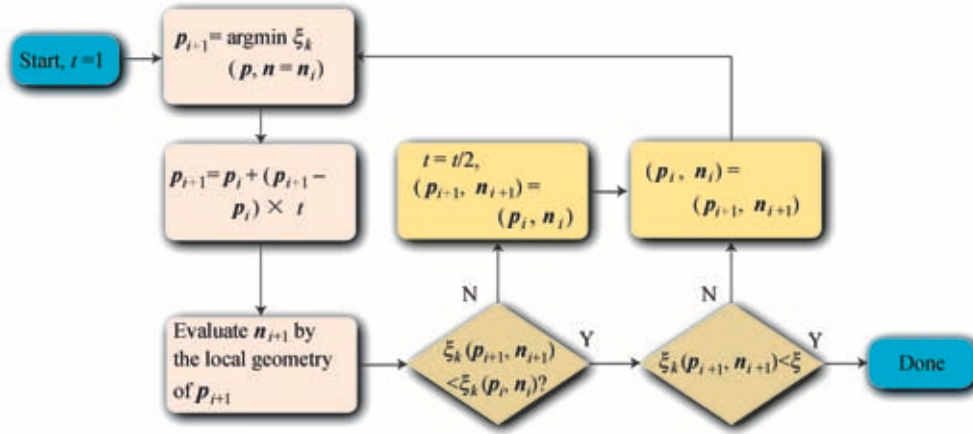 Start, t =1
p_{i+1} = argmin ξ_k
(p, n = n_i)
p_{i+1} = p_i + (p_{i+1} −
p_i) × t
Evaluate n_{i+1} by
the local geometry
of p_{i+1}
t = t/2,
(p_{i+1}, n_{i+1}) =
(p_i, n_i)
(p_i, n_i) =
(p_{i+1}, n_{i+1})
N
N
ξ_k(p_{i+1}, n_{i+1})
<ξ_k(p_i, n_i)?
Y
ξ_k(p_{i+1}, n_{i+1})<ξ
Y
Done